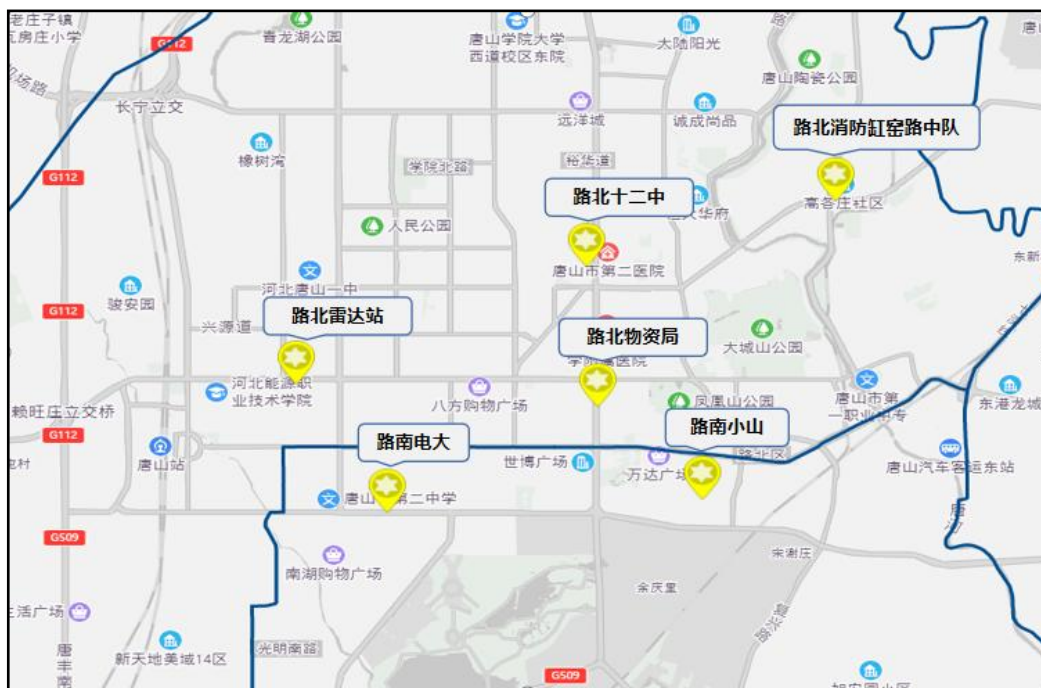 老庄子镇
瓦房庄小学
G112
青龙湖公园
唐山学院大学
西道校区东院
大陆阳光
唐山陶瓷公园
长宁立交
远洋城
诚成尚品
路北消防缸窑路中队
橡树湾
学院北路
裕华道
G112
路北十二中
高各庄社区
人民公园
唐山市第二医院
河北唐山一中
骏安园
G112
路北雷达站
兴源道
路北物资局
大城山公园
河北能源职
业技术学院
八方购物广场
凤凰山公园
唐山市第
一职业中专
东港龙城
赖旺庄立交桥
G112
路南电大
路南小山
路北区
唐山站
世博广场
万达广场
唐山汽车客运东站
第二中学
G509
南湖购物广场
宗谢庄
余庆里
复兴路
生活广场
新天地美域14区
光明南路
唐丰南
G509